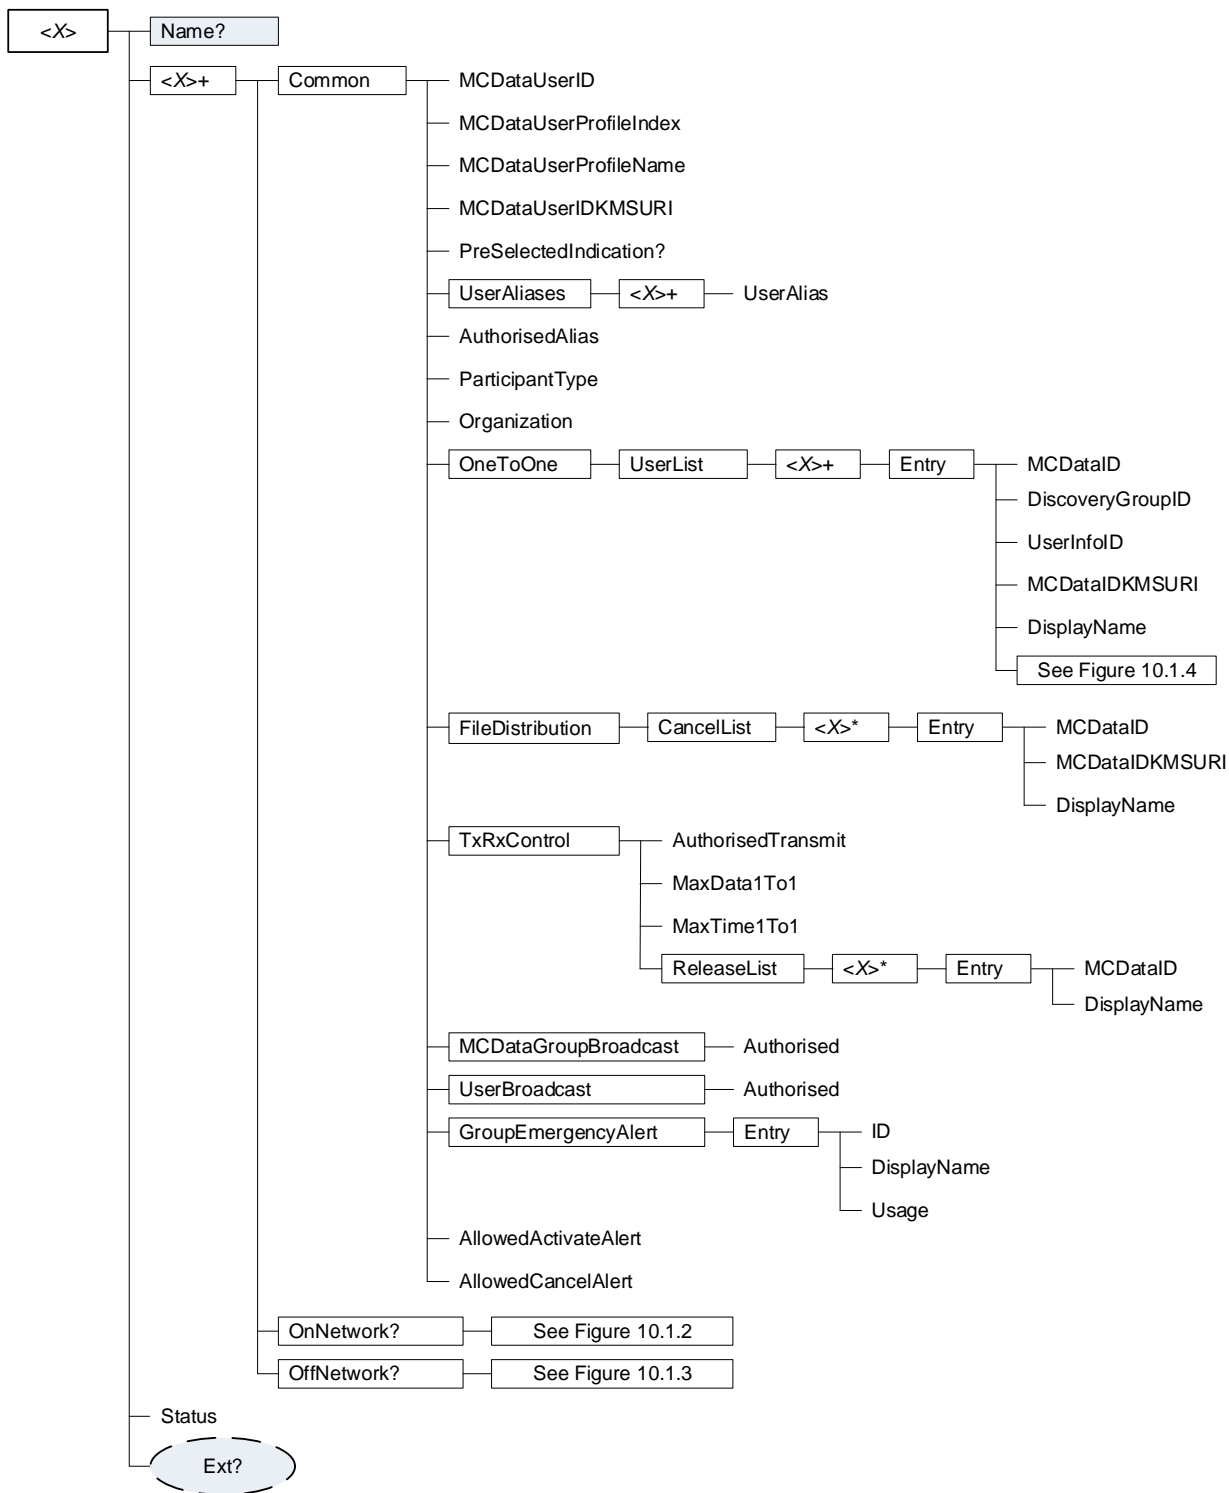 <X> Name?
<X>+ Common MCDataUserID
MCDataUserProfileIndex
MCDataUserProfileName
MCDataUserIDKMSURI
PreSelectedIndication?
UserAliases <X>+ UserAlias
AuthorisedAlias
ParticipantType
Organization
OneToOne UserList <X>+ Entry MCDataID
DiscoveryGroupID
UserInfoID
MCDataIDKMSURI
DisplayName
See Figure 10.1.4
FileDistribution CancelList <X>* Entry MCDataID
MCDataIDKMSURI
DisplayName
TxRxControl AuthorisedTransmit
MaxData1To1
MaxTime1To1
ReleaseList <X>* Entry MCDataID
DisplayName
MCDataGroupBroadcast Authorised
UserBroadcast Authorised
GroupEmergencyAlert Entry ID
DisplayName
Usage
AllowedActivateAlert
AllowedCancelAlert
OnNetwork? See Figure 10.1.2
OffNetwork? See Figure 10.1.3
Status
Ext?